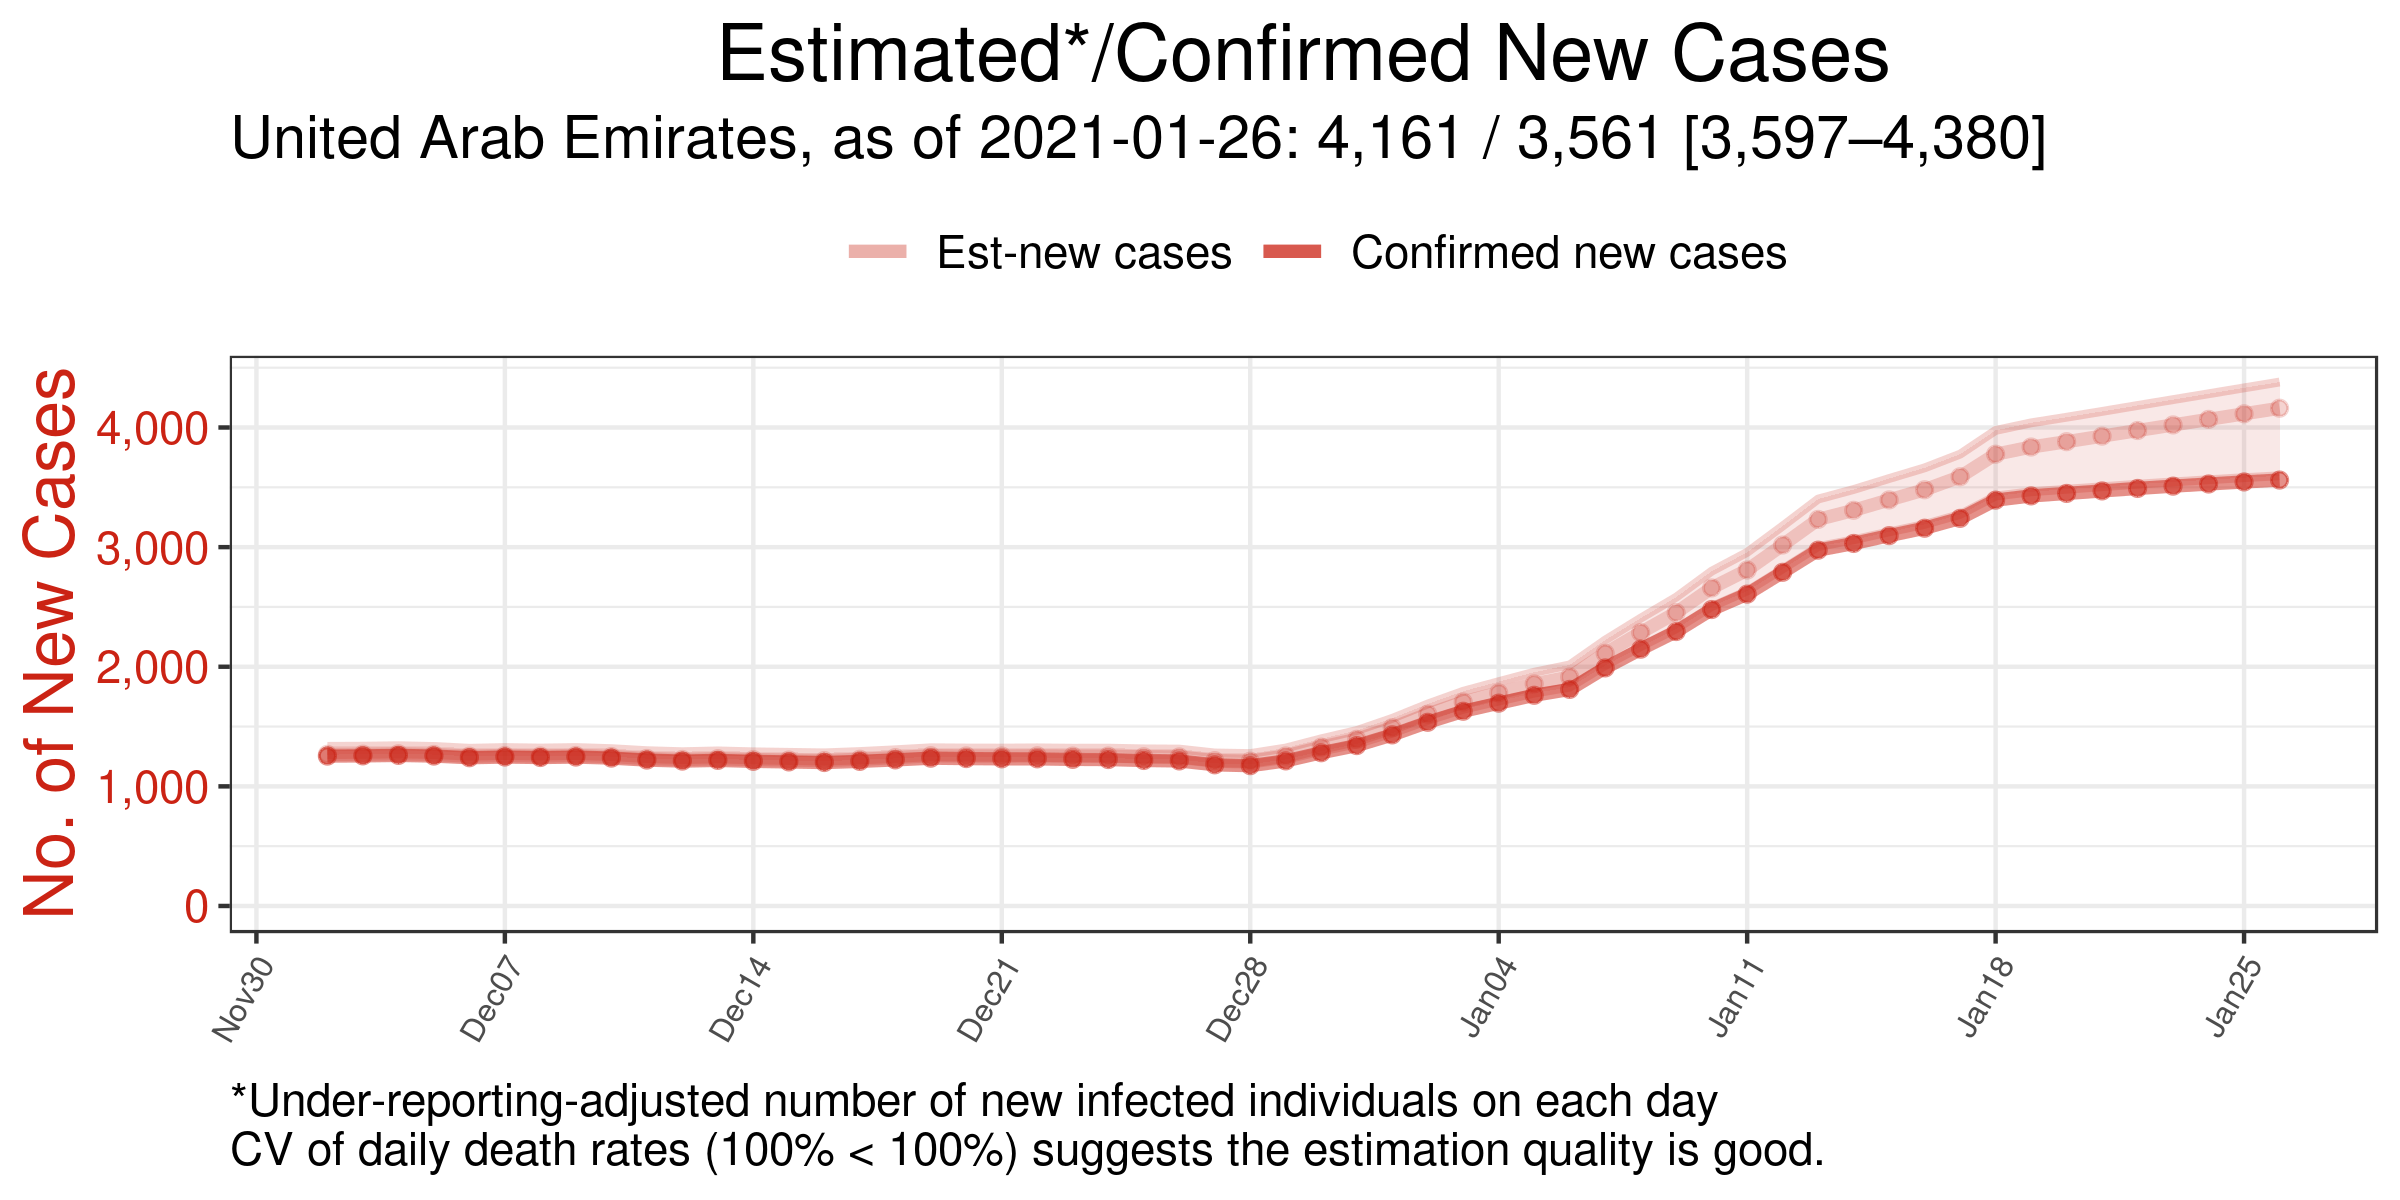 Estimated*/Confirmed New Cases
United Arab Emirates, as of 2021-01-26: 4,161 / 3,561 [3,597–4,380]
Est-new cases
Confirmed new cases
No. of New Cases
4,000
3,000
2,000
1,000
0
Nov30
Dec07
Dec14
Dec21
Dec28
Jan04
Jan11
Jan18
Jan25
*Under-reporting-adjusted number of new infected individuals on each day
CV of daily death rates (100% < 100%) suggests the estimation quality is good.